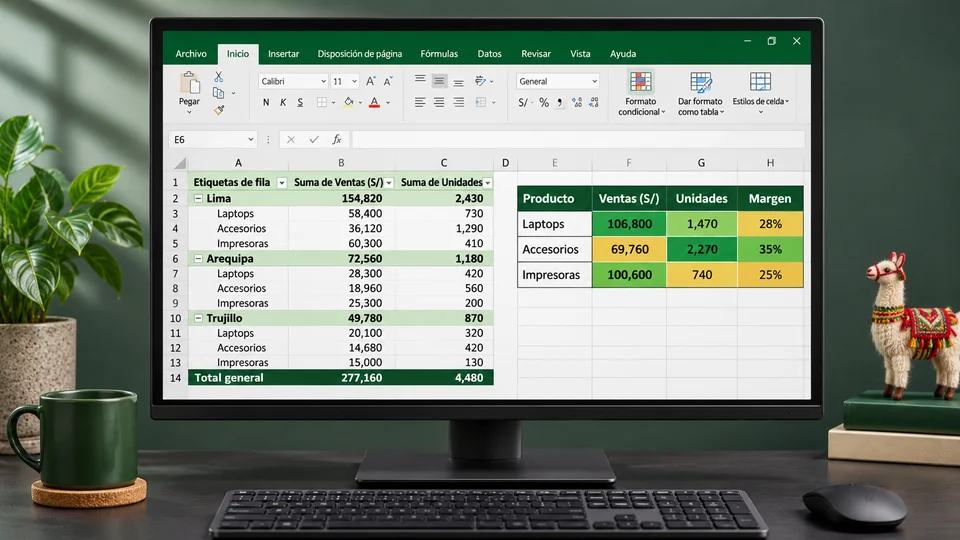 Archivo Inicio Insertar Disposición de página Fórmulas Datos Revisar Vista Ayuda
Pegar
Calibri 11
N K S A
General
S/ %
Formato condicional
Dar formato como tabla
Estilos de celda
E6 fx
A B C D E F G H
1 Etiquetas de fila Suma de Ventas (S/) Suma de Unidades
2 Lima 154,820 2,430
3 Laptops 58,400 730
4 Accesorios 36,120 1,290
5 Impresoras 60,300 410
6 Arequipa 72,560 1,180
7 Laptops 28,300 420
8 Accesorios 18,960 560
9 Impresoras 25,300 200
10 Trujillo 49,780 870
11 Laptops 20,100 320
12 Accesorios 14,680 420
13 Impresoras 15,000 130
14 Total general 277,160 4,480
Producto Ventas (S/) Unidades Margen
Laptops 106,800 1,470 28%
Accesorios 69,760 2,270 35%
Impresoras 100,600 740 25%